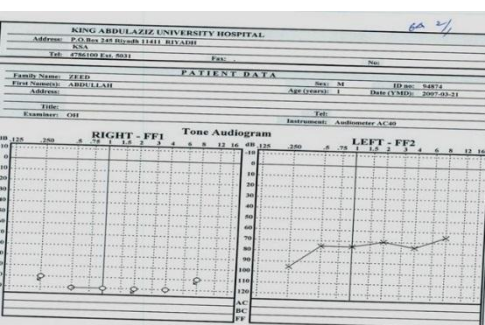 KING ABDULAZIZ UNIVERSITY HOSPITAL
Address: P.O.Box 245 Riyadh 11411 RIYADH
KSA
Tel: 4786100 Ext. 5031 Fax: . No:
PATIENT DATA
Family Name: ZEED Sex: M ID no: 94874
First Name(s): ABDULLAH Age (years): 1 Date (YMD): 2007-03-21
Address:
Title: Tel:
Examiner: OH Instrument: Audiometer AC40
Tone Audiogram
RIGHT - FF1 LEFT - FF2
dB .125 .250 .5 .75 1 1.5 2 3 4 6 8 12 16 dB .125 .250 .5 .75 1 1.5 2 3 4 6 8 12 16
-10
0
10
20
30
40
50
60
70
80
90
100
110
120
AC
BC
FF